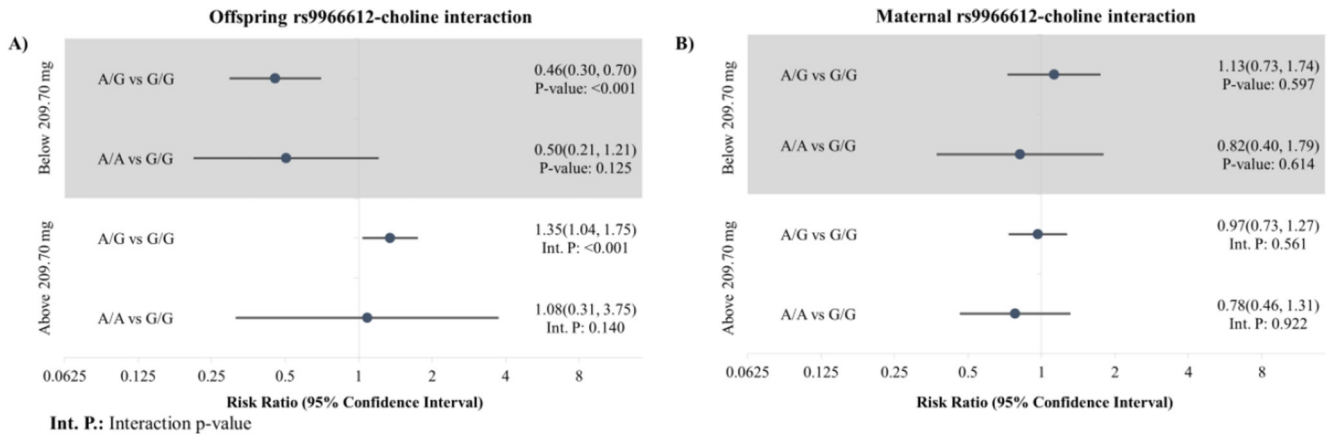 Offspring rs9966612-choline interaction
A)
Below 209.70 mg
A/G vs G/G
0.46(0.30, 0.70)
P-value: <0.001
A/A vs G/G
0.50(0.21, 1.21)
P-value: 0.125
Above 209.70 mg
A/G vs G/G
1.35(1.04, 1.75)
Int. P: <0.001
A/A vs G/G
1.08(0.31, 3.75)
Int. P: 0.140
0.0625 0.125 0.25 0.5 1 2 4 8
Risk Ratio (95% Confidence Interval)
Int. P.: Interaction p-value
Maternal rs9966612-choline interaction
B)
Below 209.70 mg
A/G vs G/G
1.13(0.73, 1.74)
P-value: 0.597
A/A vs G/G
0.82(0.40, 1.79)
P-value: 0.614
Above 209.70 mg
A/G vs G/G
0.97(0.73, 1.27)
Int. P: 0.561
A/A vs G/G
0.78(0.46, 1.31)
Int. P: 0.922
0.0625 0.125 0.25 0.5 1 2 4 8
Risk Ratio (95% Confidence Interval)